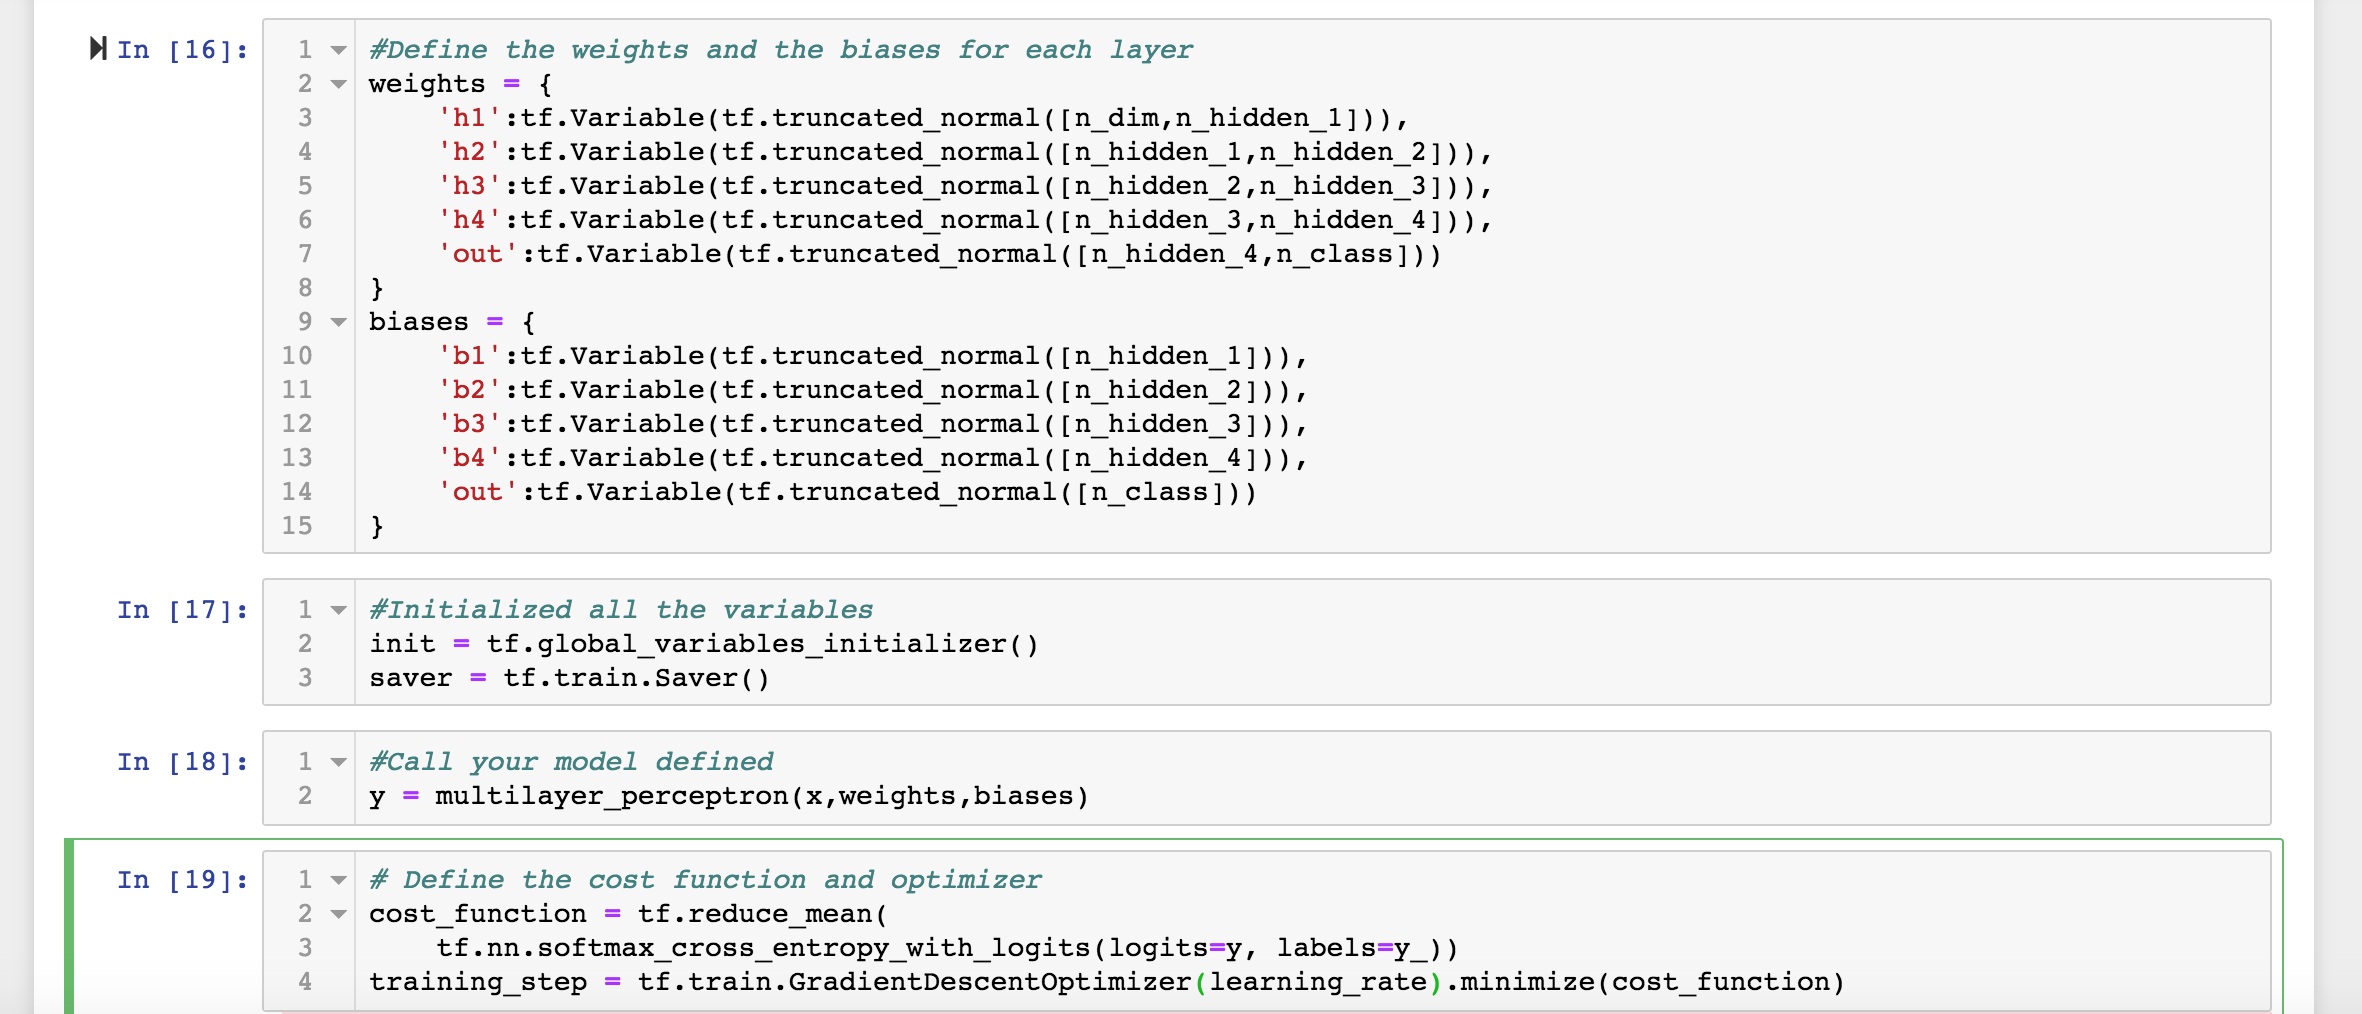 In [16]:
1 #Define the weights and the biases for each layer
2 weights = {
3     'h1':tf.Variable(tf.truncated_normal([n_dim,n_hidden_1])),
4     'h2':tf.Variable(tf.truncated_normal([n_hidden_1,n_hidden_2])),
5     'h3':tf.Variable(tf.truncated_normal([n_hidden_2,n_hidden_3])),
6     'h4':tf.Variable(tf.truncated_normal([n_hidden_3,n_hidden_4])),
7     'out':tf.Variable(tf.truncated_normal([n_hidden_4,n_class]))
8 }
9 biases = {
10     'b1':tf.Variable(tf.truncated_normal([n_hidden_1])),
11     'b2':tf.Variable(tf.truncated_normal([n_hidden_2])),
12     'b3':tf.Variable(tf.truncated_normal([n_hidden_3])),
13     'b4':tf.Variable(tf.truncated_normal([n_hidden_4])),
14     'out':tf.Variable(tf.truncated_normal([n_class]))
15 }
In [17]:
1 #Initialized all the variables
2 init = tf.global_variables_initializer()
3 saver = tf.train.Saver()
In [18]:
1 #Call your model defined
2 y = multilayer_perceptron(x,weights,biases)
In [19]:
1 # Define the cost function and optimizer
2 cost_function = tf.reduce_mean(
3     tf.nn.softmax_cross_entropy_with_logits(logits=y, labels=y_))
4 training_step = tf.train.GradientDescentOptimizer(learning_rate).minimize(cost_function)